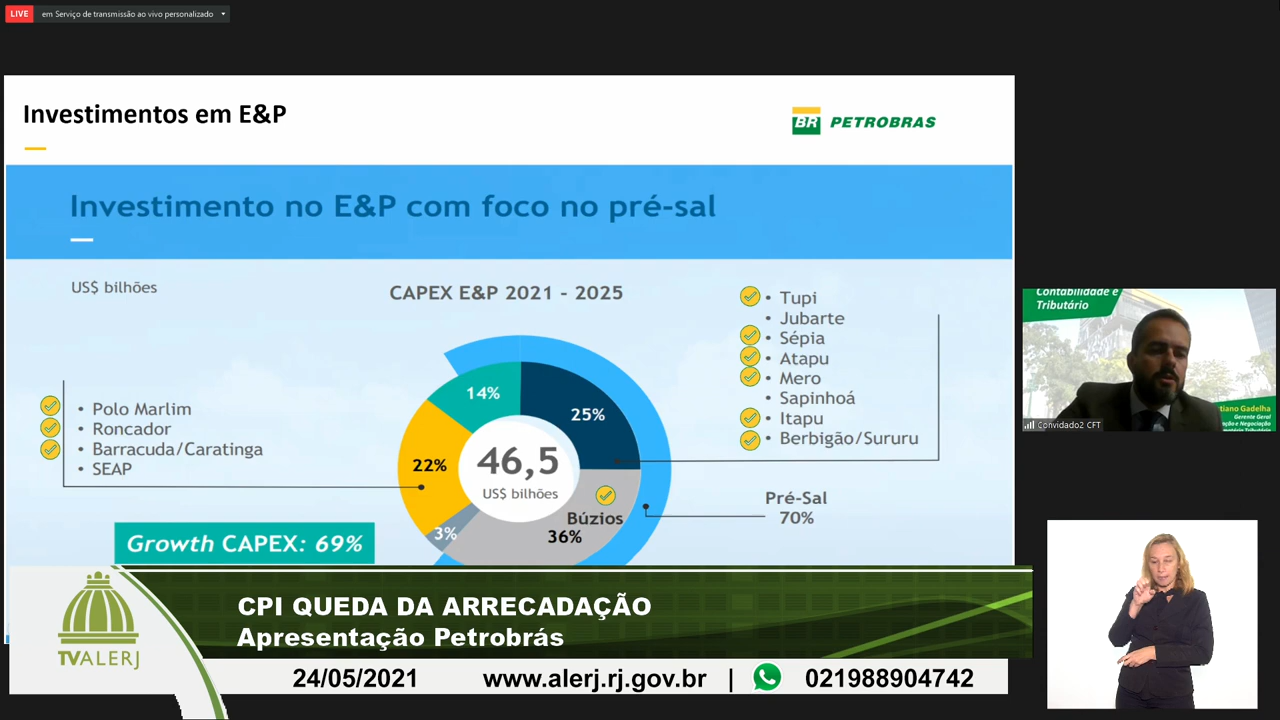 LIVE em Serviço de transmissão ao vivo personalizado
Investimentos em E&P
BR PETROBRAS
Investimento no E&P com foco no pré-sal
US$ bilhões
CAPEX E&P 2021 - 2025
• Tupi
• Jubarte
• Sépia
• Atapu
• Mero
• Sapinhoá
• Itapu
• Berbigão/Sururu
14%
25%
22%
3%
46,5
US$ bilhões
Búzios
36%
• Polo Marlim
• Roncador
• Barracuda/Caratinga
• SEAP
Pré-Sal
70%
Growth CAPEX: 69%
Contabilidade e
Tributário
tiano Gadelha
Gerente Geral
ação e Negociação
Convidado2 CFT
TVALERJ
CPI QUEDA DA ARRECADAÇÃO
Apresentação Petrobrás
24/05/2021 www.alerj.rj.gov.br | 021988904742